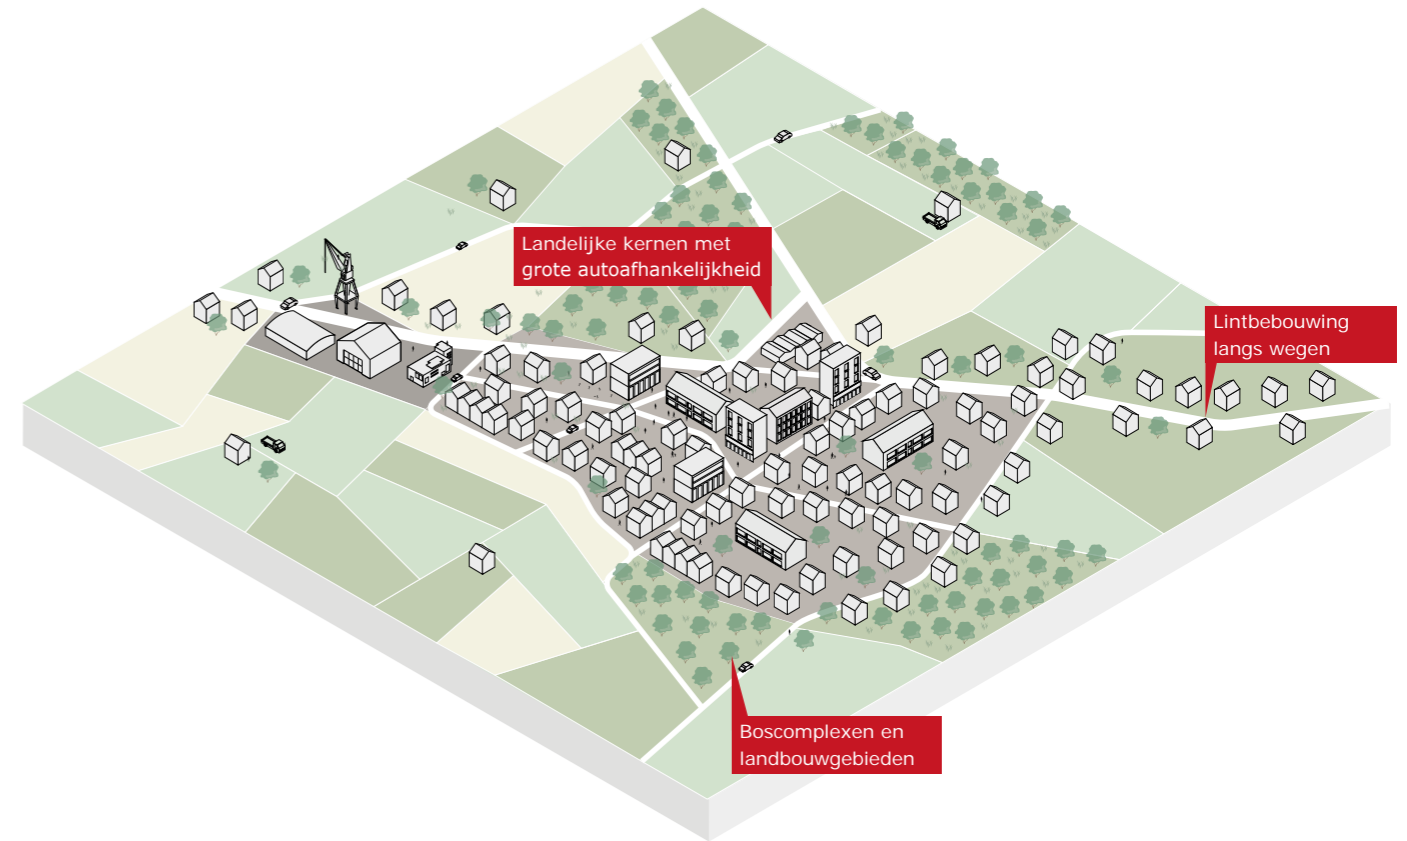 Landelijke kernen met
grote autoafhankelijkheid
Lintbebouwing
langs wegen
Boscomplexen en
landbouwgebieden